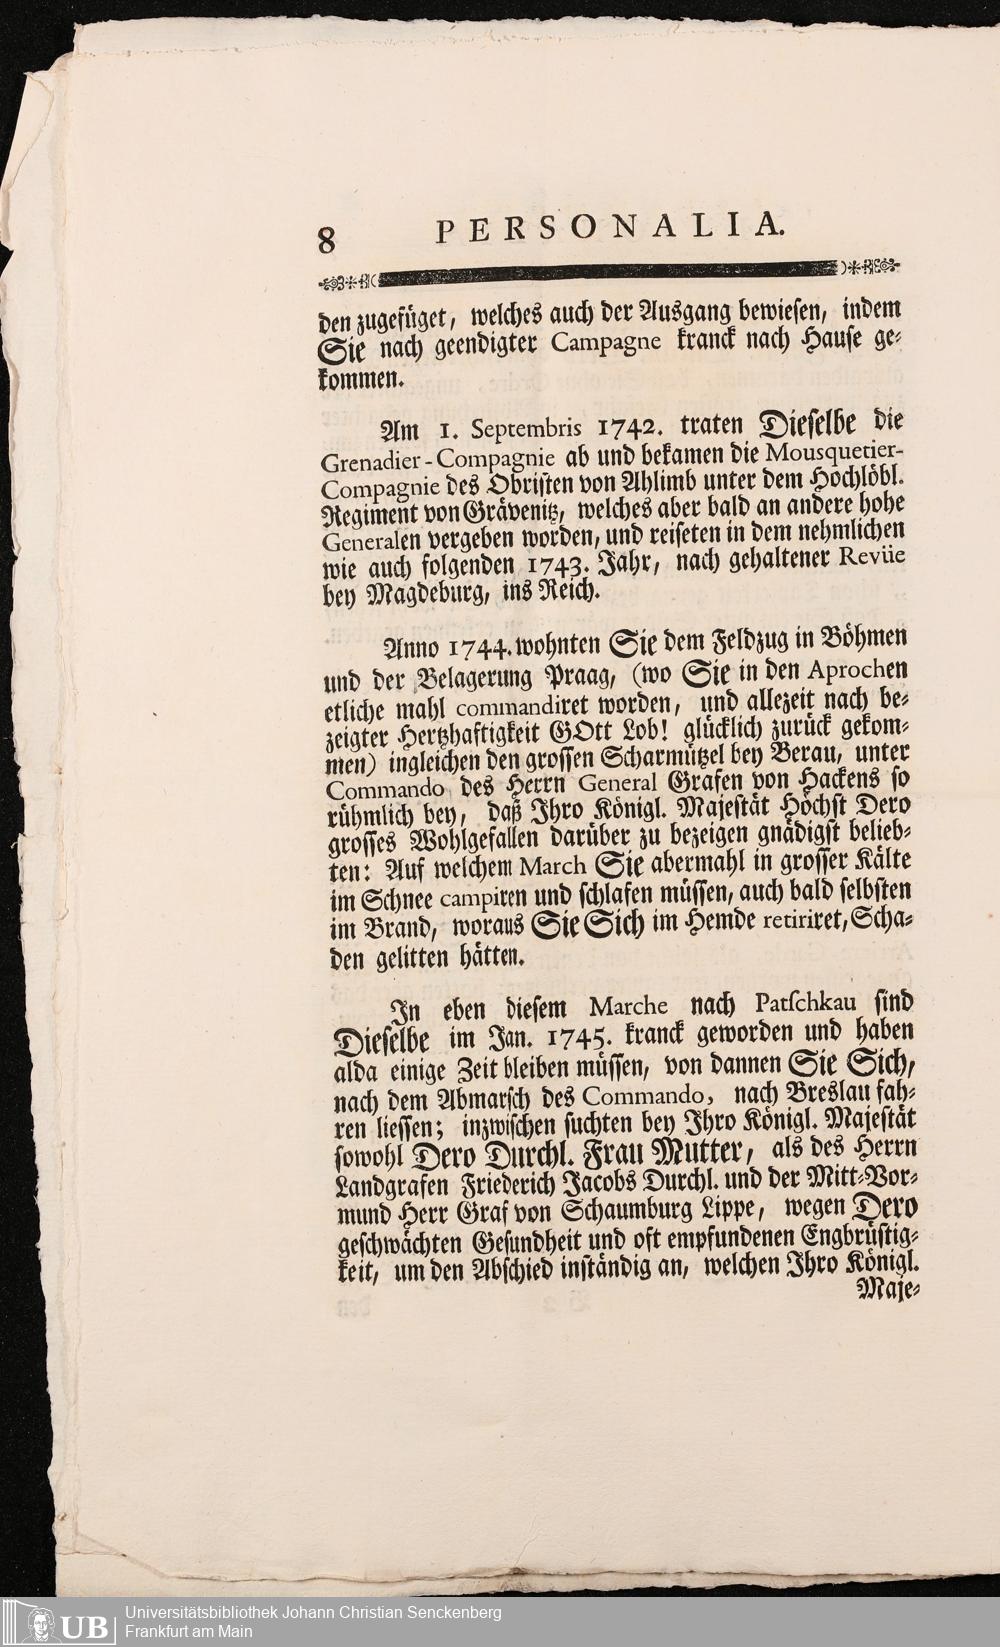 8 PERSONALIA.
den zugefüget, welches auch der Ausgang bewiesen, indem
Sie nach geendigter Campagne kranck nach Hause ge-
kommen.
Am 1. Septembris 1742. traten Dieselbe die
Grenadier-Compagnie ab und bekamen die Mousquetier-
Compagnie des Obristen von Ahlimb unter dem Hochlöbl.
Regiment von Grävenitz, welches aber bald an andere hohe
Generalen vergeben worden, und reiseten in dem nehmlichen
wie auch folgenden 1743. Jahr, nach gehaltener Revüe
bey Magdeburg, ins Reich.
Anno 1744. wohnten Sie dem Feldzug in Böhmen
und der Belagerung Praag, (wo Sie in den Aprochen
etliche mahl commandiret worden, und allezeit nach be-
zeigter Hertzhaftigkeit GOtt Lob! glücklich zurück gekom-
men) ingleichen den grossen Scharmützel bey Berau, unter
Commando des Herrn General Grafen von Hackens so
rühmlich bey, daß Ihro Königl. Majestät Höchst Dero
grosses Wohlgefallen darüber zu bezeigen gnädigst belieb-
ten: Auf welchem March Sie abermahl in grosser Kälte
im Schnee campiren und schlafen müssen, auch bald selbsten
im Brand, woraus Sie Sich im Hemde retiriret, Scha-
den gelitten hätten.
In eben diesem Marche nach Patschkau sind
Dieselbe im Jan. 1745. kranck geworden und haben
alda einige Zeit bleiben müssen, von dannen Sie Sich,
nach dem Abmarsch des Commando, nach Breslau fah-
ren liessen; inzwischen suchten bey Ihro Königl. Majestät
sowohl Dero Durchl. Frau Mutter, als des Herrn
Landgrafen Friederich Jacobs Durchl. und der Mitt-Vor-
mund Herr Graf von Schaumburg Lippe, wegen Dero
geschwächten Gesundheit und oft empfundenen Engbrüstig-
keit, um den Abschied inständig an, welchen Ihro Königl.
Maje-
UB
Universitätsbibliothek Johann Christian Senckenberg
Frankfurt am Main